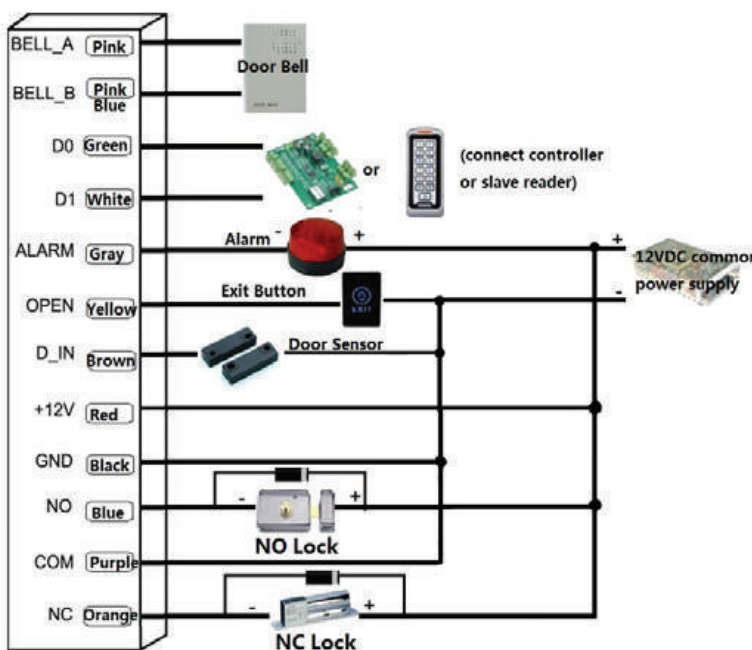 BELL_A Pink
Door Bell
BELL_B Pink
Blue
D0 Green
or
(connect controller
or slave reader)
D1 White
ALARM Gray
Alarm - +
+
12VDC common
power supply
-
OPEN Yellow
Exit Button
EXIT
D_IN Brown
Door Sensor
+12V Red
GND Black
NO Blue
- +
NO Lock
COM Purple
NC Orange
- +
NC Lock